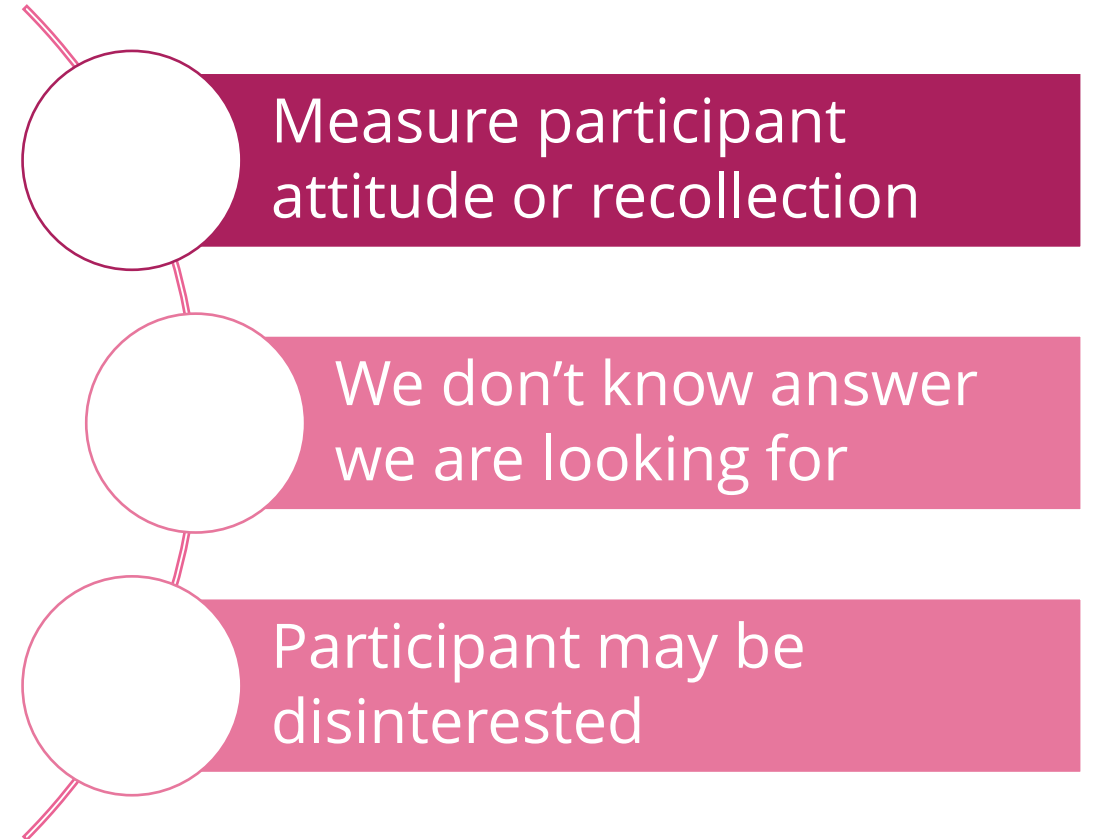 Measure participant
attitude or recollection
We don’t know answer
we are looking for
Participant may be
disinterested